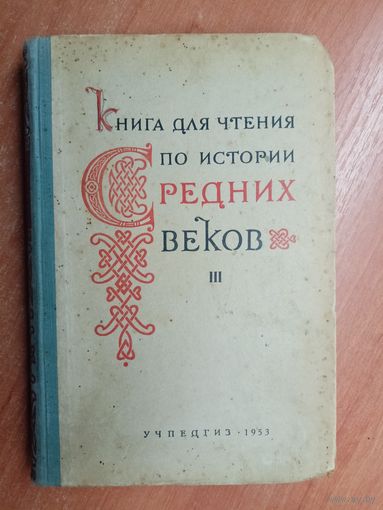 Книга для чтения
по истории
Средних
веков
III
УЧПЕДГИЗ · 1953